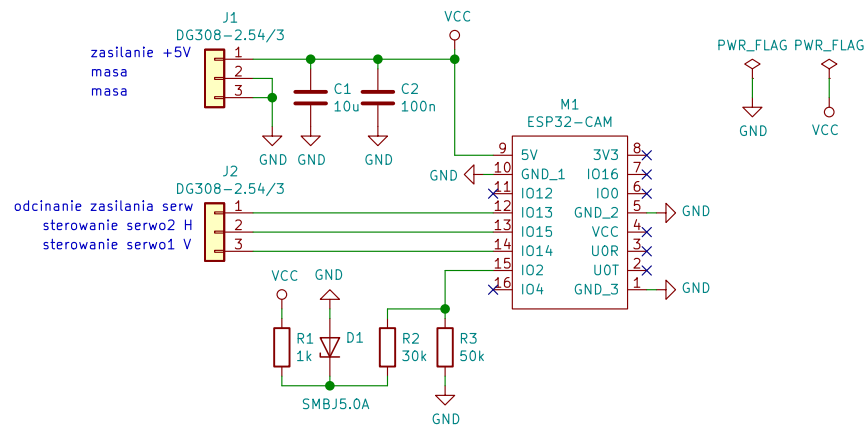 J1
DG308-2.54/3
zasilanie +5V
masa
masa
1
2
3
VCC
C1
10u
C2
100n
GND
GND
GND
PWR_FLAG
PWR_FLAG
GND
VCC
M1
ESP32-CAM
9 5V
10 GND_1
11 IO12
12 IO13
13 IO15
14 IO14
15 IO2
16 IO4
3V3 8
IO16 7
IO0 6
GND_2 5
VCC 4
U0R 3
U0T 2
GND_3 1
GND
GND
GND
J2
DG308-2.54/3
odcinanie zasilania serw
sterowanie serwo2 H
sterowanie serwo1 V
1
2
3
VCC
GND
R1
1k
D1
SMBJ5.0A
R2
30k
R3
50k
GND